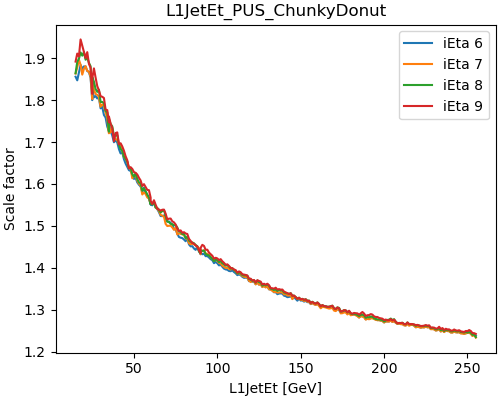 L1JetEt_PUS_ChunkyDonut
iEta 6
iEta 7
iEta 8
iEta 9
Scale factor
1.9
1.8
1.7
1.6
1.5
1.4
1.3
1.2
50 100 150 200 250
L1JetEt [GeV]